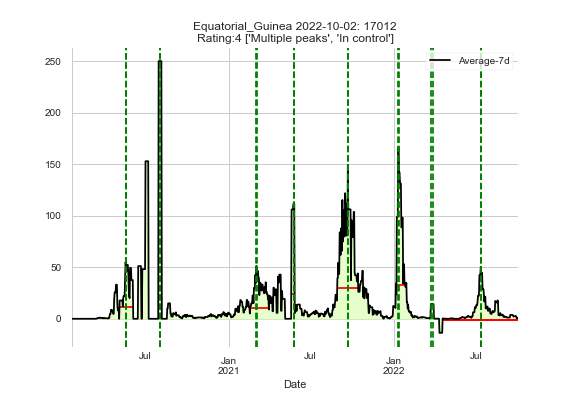 Equatorial_Guinea 2022-10-02: 17012
Rating:4 ['Multiple peaks', 'In control']
Average-7d
250
200
150
100
50
0
Jul
Jan
2021
Jul
Jan
2022
Jul
Date